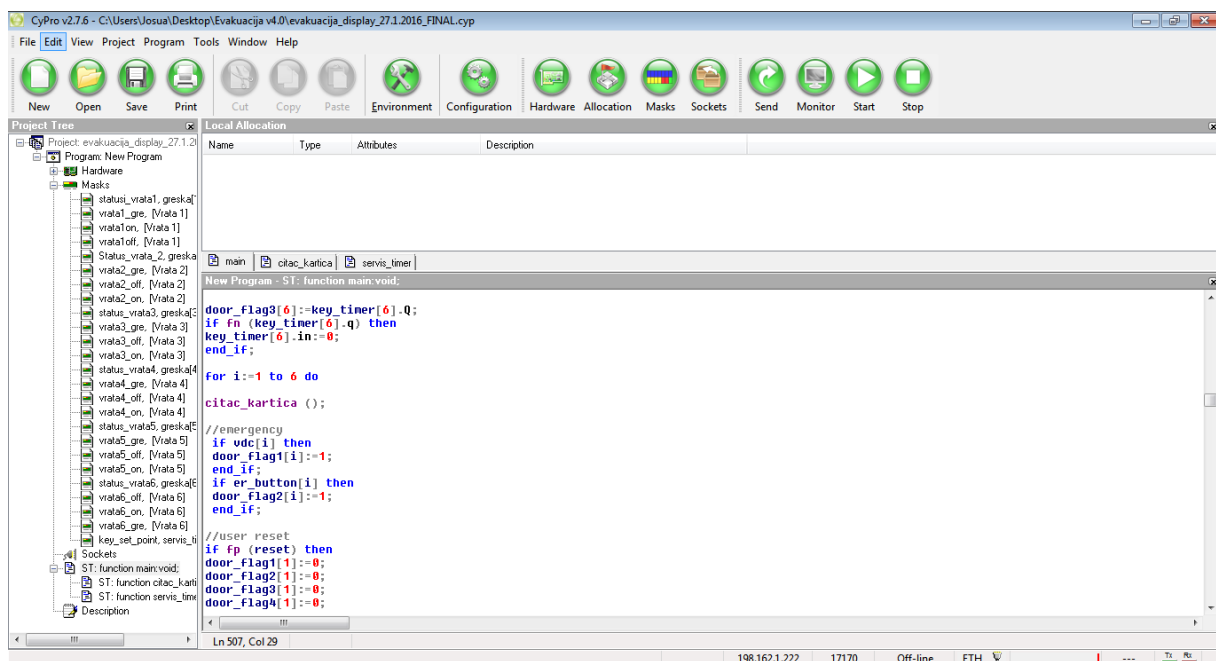 CyPro v2.7.6 - C:\Users\Josua\Desktop\Evakuacija v4.0\evakuacija_display_27.1.2016_FINAL.cyp
File Edit View Project Program Tools Window Help
New Open Save Print Cut Copy Paste Environment Configuration Hardware Allocation Masks Sockets Send Monitor Start Stop
Project Tree
Project: evakuacija_display_27.1.2
Program: New Program
Hardware
Masks
statusi_vrata1, greska[
vrata1_gre, [Vrata 1]
vrata1on, [Vrata 1]
vrata1off, [Vrata 1]
Status_vrata_2, greska
vrata2_gre, [Vrata 2]
vrata2_off, [Vrata 2]
vrata2_on, [Vrata 2]
status_vrata3, greska[3
vrata3_gre, [Vrata 3]
vrata3_off, [Vrata 3]
vrata3_on, [Vrata 3]
status_vrata4, greska[4
vrata4_gre, [Vrata 4]
vrata4_off, [Vrata 4]
vrata4_on, [Vrata 4]
status_vrata5, greska[5
vrata5_gre, [Vrata 5]
vrata5_off, [Vrata 5]
vrata5_on, [Vrata 5]
status_vrata6, greska[6
vrata6_off, [Vrata 6]
vrata6_on, [Vrata 6]
vrata6_gre, [Vrata 6]
key_set_point, servis_ti
Sockets
ST: function main:void;
ST: function citac_karti
ST: function servis_time
Description
Local Allocation
Name Type Attributes Description
main citac_kartica servis_timer
New Program - ST: function main:void;
door_flag3[6]:=key_timer[6].Q;
if fn (key_timer[6].q) then
key_timer[6].in:=0;
end_if;
for i:=1 to 6 do
citac_kartica ();
//emergency
if vdc[i] then
door_flag1[i]:=1;
end_if;
if er_button[i] then
door_flag2[i]:=1;
end_if;
//user reset
if fp (reset) then
door_flag1[1]:=0;
door_flag2[1]:=0;
door_flag3[1]:=0;
door_flag4[1]:=0;
Ln 507, Col 29
198.162.1.222 17170 Off-line ETH --- Tx Rx